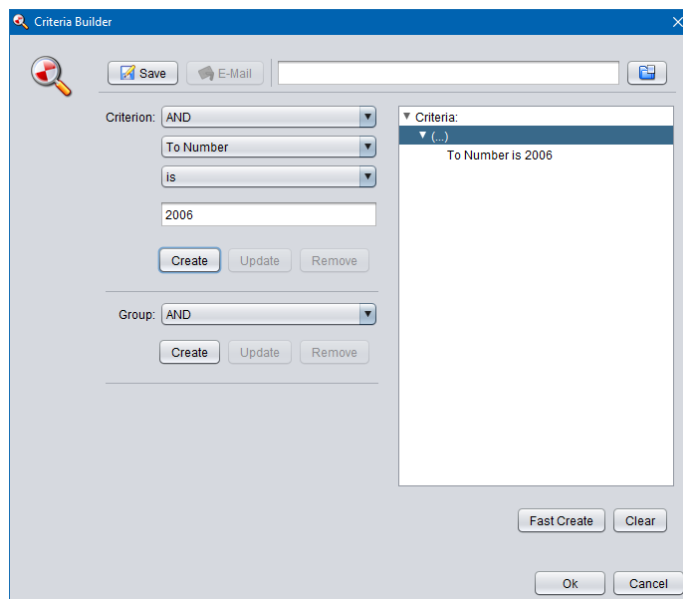 Criteria Builder
Save
E-Mail
Criterion: AND
To Number
is
2006
Create Update Remove
Group: AND
Create Update Remove
Criteria:
(...)
To Number is 2006
Fast Create Clear
Ok Cancel